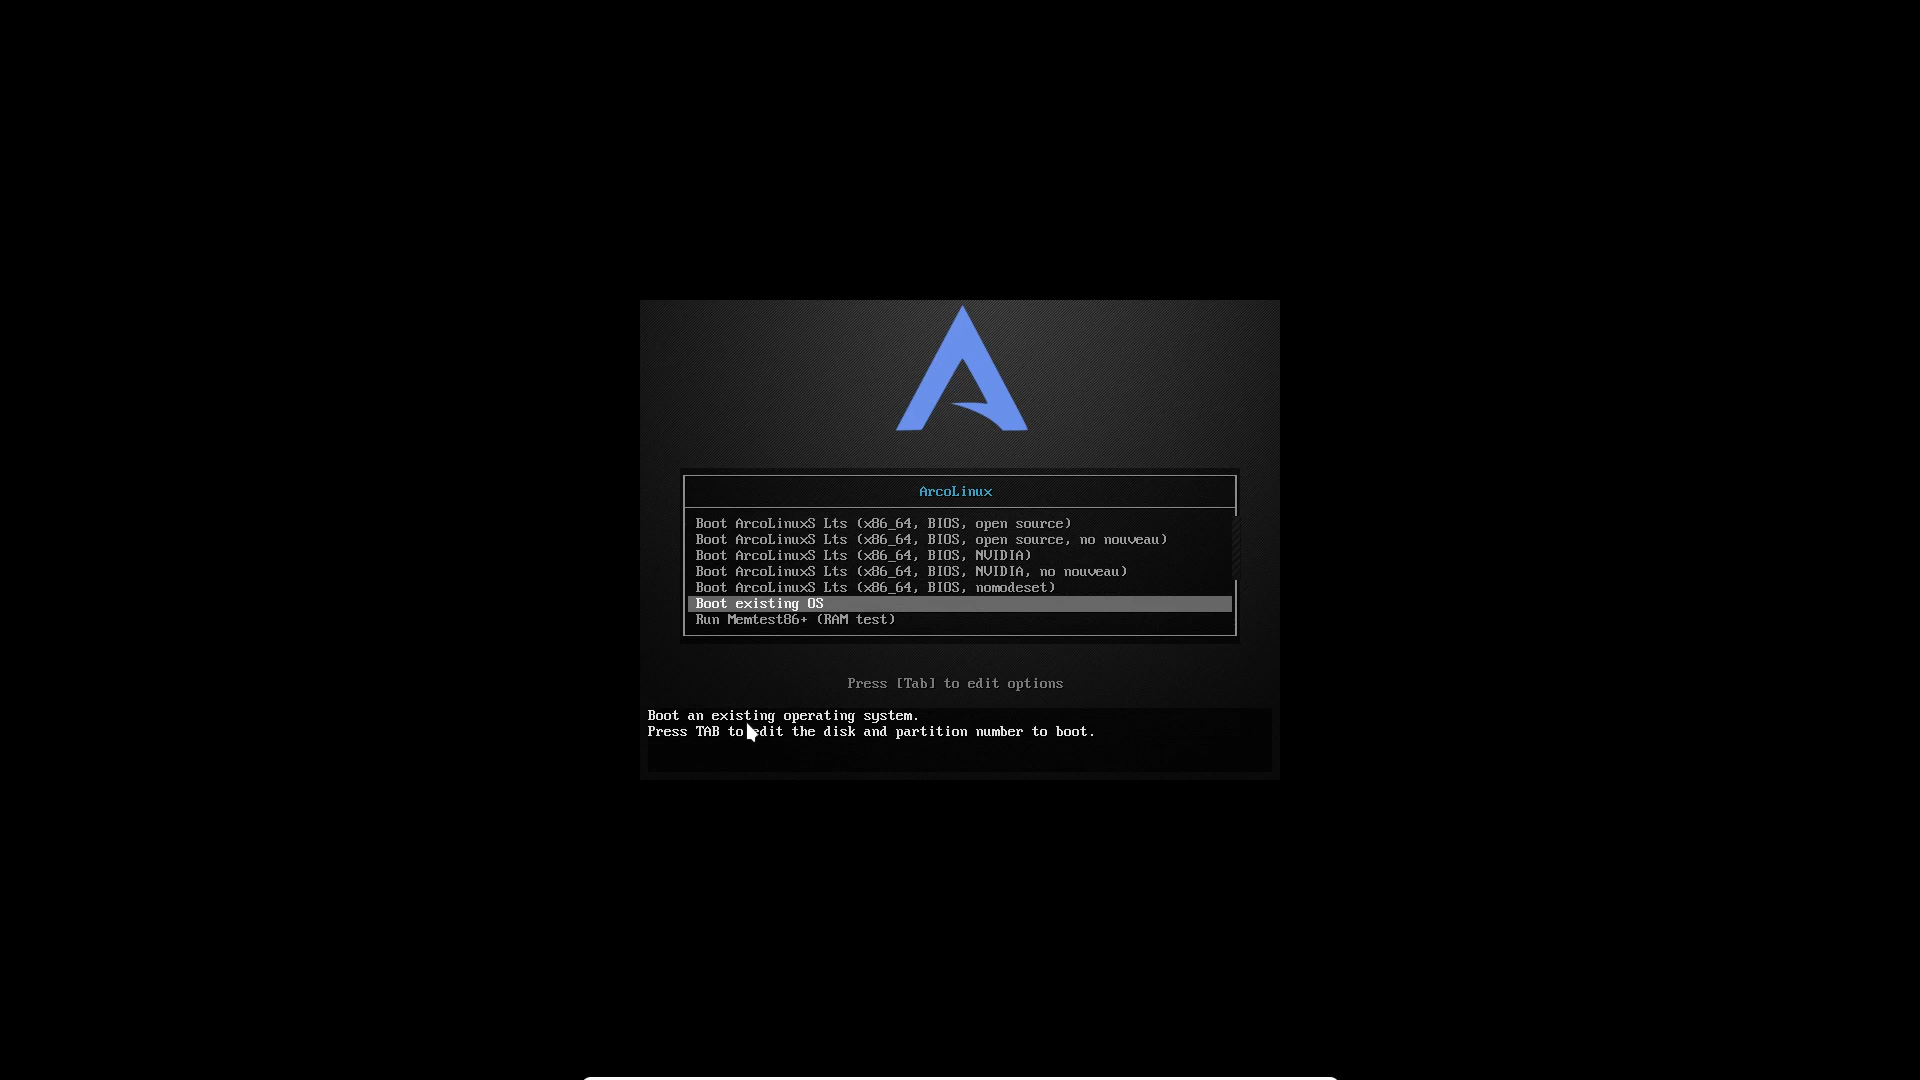 ArcoLinux
Boot ArcoLinuxS Lts (x86_64, BIOS, open source)
Boot ArcoLinuxS Lts (x86_64, BIOS, open source, no nouveau)
Boot ArcoLinuxS Lts (x86_64, BIOS, NVIDIA)
Boot ArcoLinuxS Lts (x86_64, BIOS, NVIDIA, no nouveau)
Boot ArcoLinuxS Lts (x86_64, BIOS, nomodeset)
Boot existing OS
Run Memtest86+ (RAM test)
Press [Tab] to edit options
Boot an existing operating system.
Press TAB to edit the disk and partition number to boot.